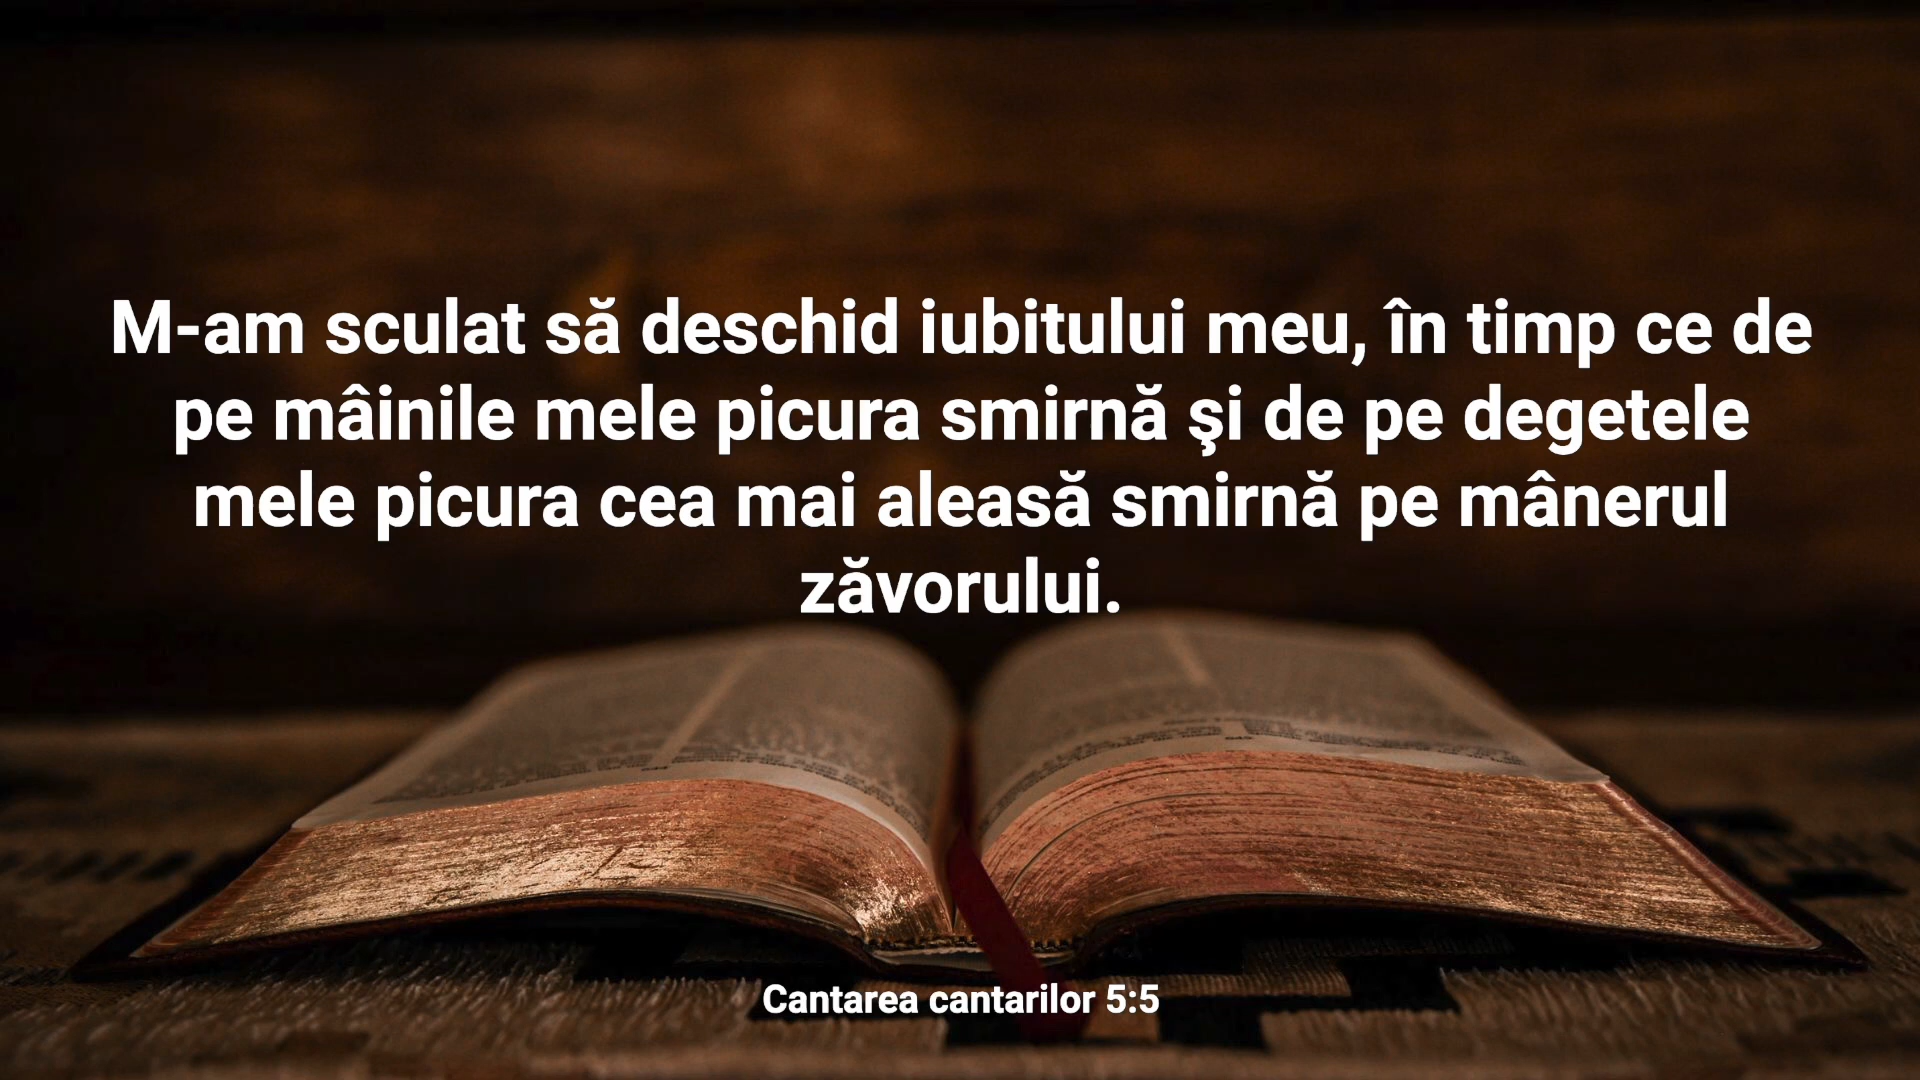 M-am sculat să deschid iubitului meu, în timp ce de
pe mâinile mele picura smirnă şi de pe degetele
mele picura cea mai aleasă smirnă pe mânerul
zăvorului.
Cantarea cantarilor 5:5